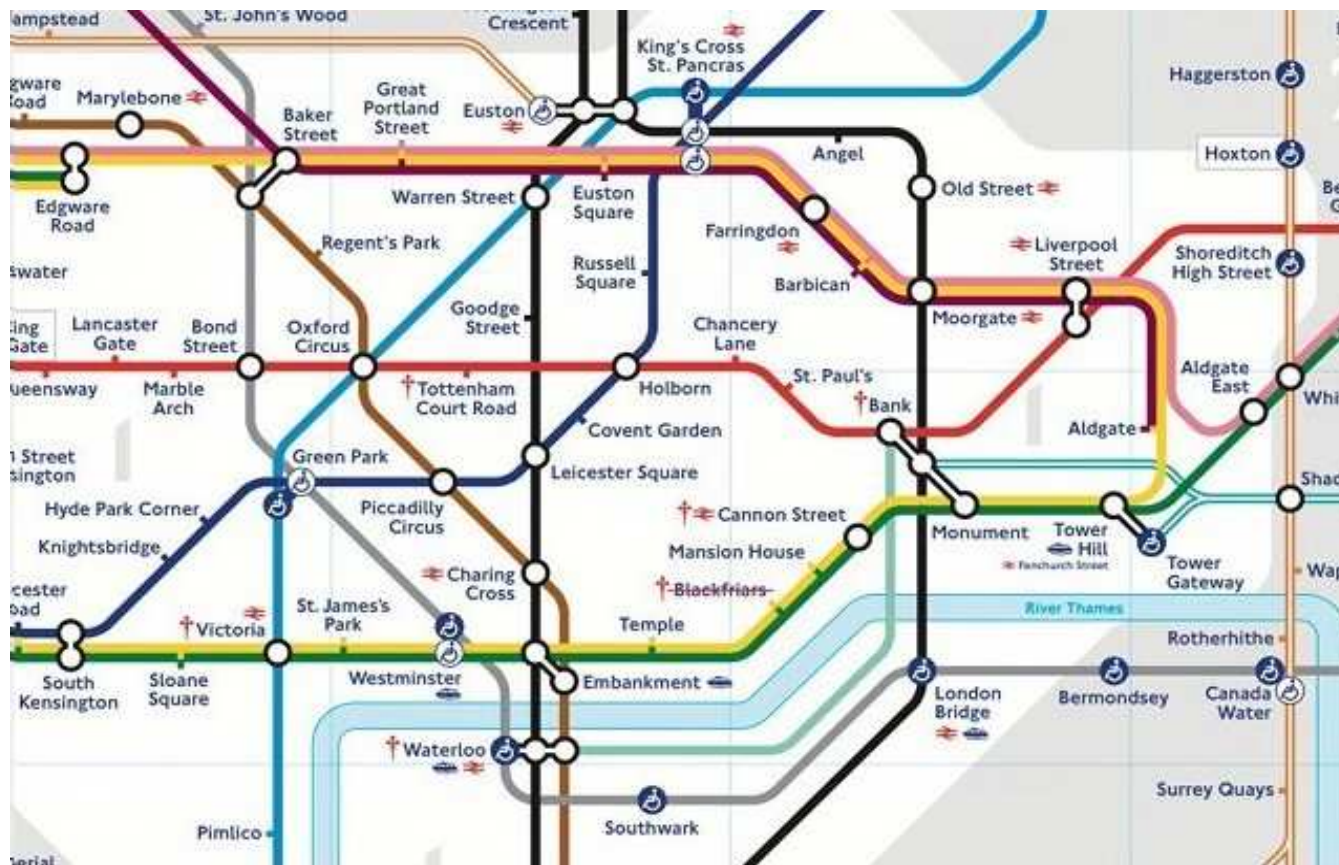 St. John's Wood
Crescent
King's Cross
St. Pancras
Haggerston
Marylebone
Great
Portland
Street
Euston
Baker
Street
Angel
Hoxton
Edgware
Road
Warren Street
Euston
Square
Old Street
Farringdon
Regent's Park
Liverpool
Street
Shoreditch
High Street
Russell
Square
Barbican
Moorgate
Lancaster
Gate
Bond
Street
Oxford
Circus
Goodge
Street
Chancery
Lane
Marble
Arch
Tottenham
Court Road
Holborn
St. Paul's
Aldgate
East
Bank
Covent Garden
Aldgate
Green Park
Leicester Square
Hyde Park Corner
Piccadilly
Circus
Cannon Street
Monument
Tower
Hill
Fenchurch Street
Knightsbridge
Mansion House
Tower
Gateway
Charing
Cross
Blackfriars
River Thames
Victoria
St. James's
Park
Temple
Rotherhithe
South
Kensington
Sloane
Square
Westminster
Embankment
London
Bridge
Bermondsey
Canada
Water
Waterloo
Surrey Quays
Southwark
Pimlico